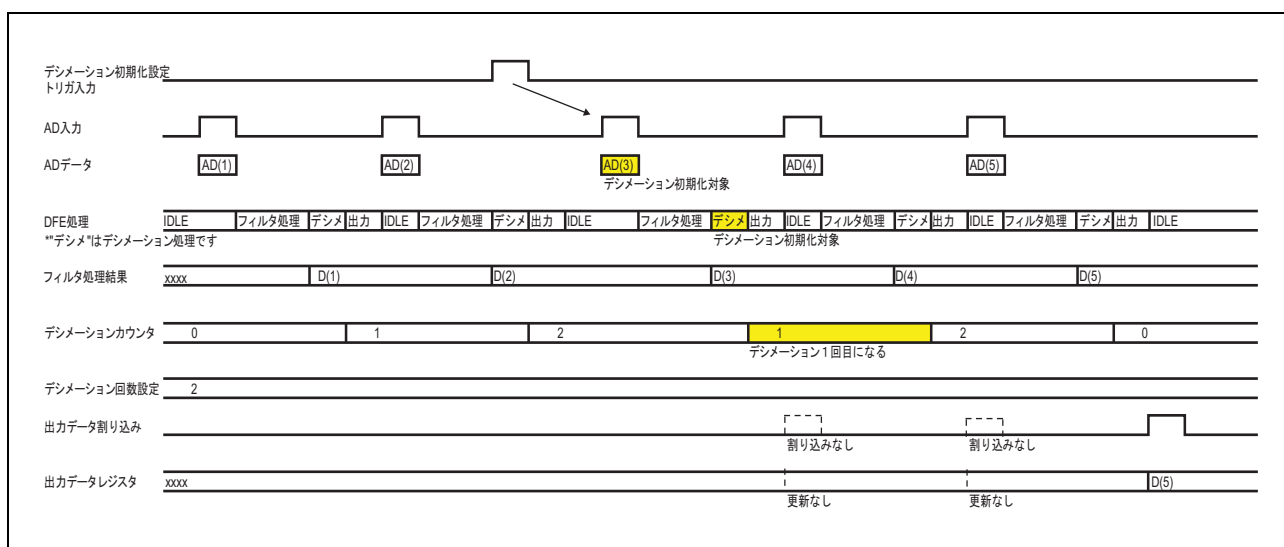 デシメーション初期化設定
トリガ入力
AD入力
ADデータ AD(1) AD(2) AD(3) AD(4) AD(5)
デシメーション初期化対象
DFE処理 IDLE フィルタ処理 デシメ 出力 IDLE フィルタ処理 デシメ 出力 IDLE フィルタ処理 デシメ 出力 IDLE フィルタ処理 デシメ 出力 IDLE フィルタ処理 デシメ 出力 IDLE
*"デシメ"はデシメーション処理です デシメーション初期化対象
フィルタ処理結果 xxxx D(1) D(2) D(3) D(4) D(5)
デシメーションカウンタ 0 1 2 1 2 0
デシメーション1回目になる
デシメーション回数設定 2
出力データ割り込み
割り込みなし 割り込みなし
出力データレジスタ xxxx D(5)
更新なし 更新なし